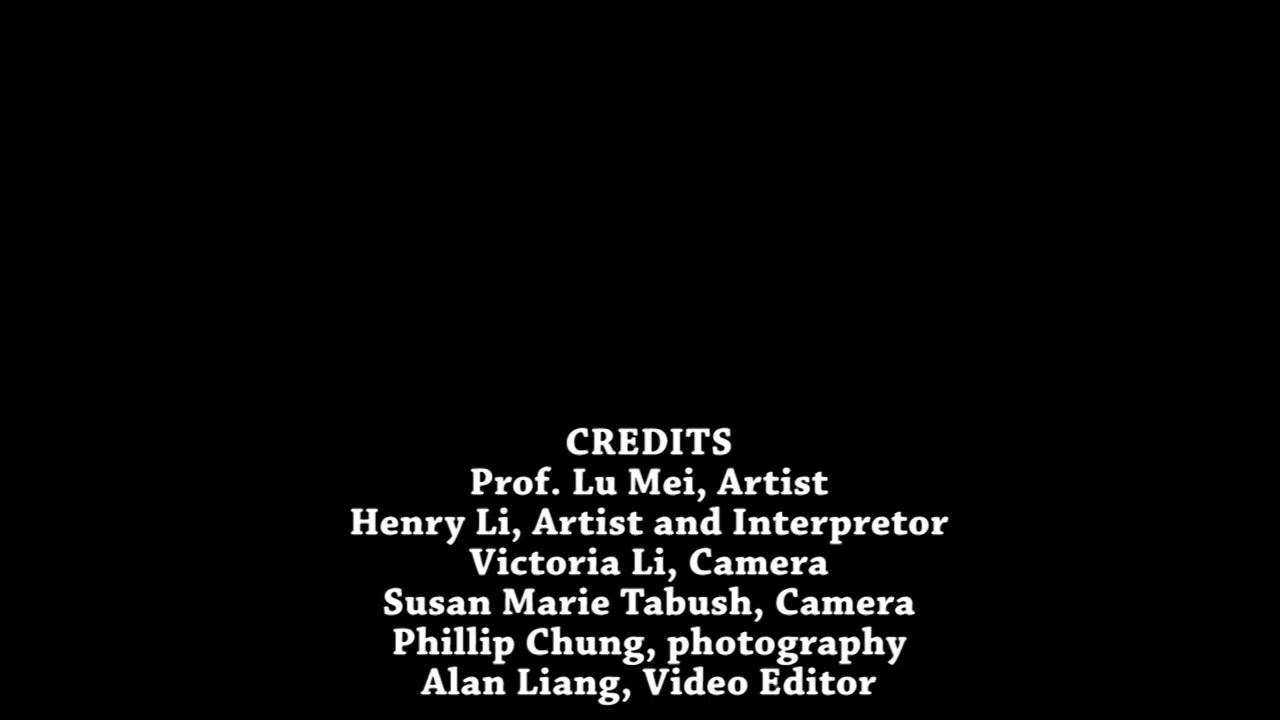 CREDITS
Prof. Lu Mei, Artist
Henry Li, Artist and Interpretor
Victoria Li, Camera
Susan Marie Tabush, Camera
Phillip Chung, photography
Alan Liang, Video Editor